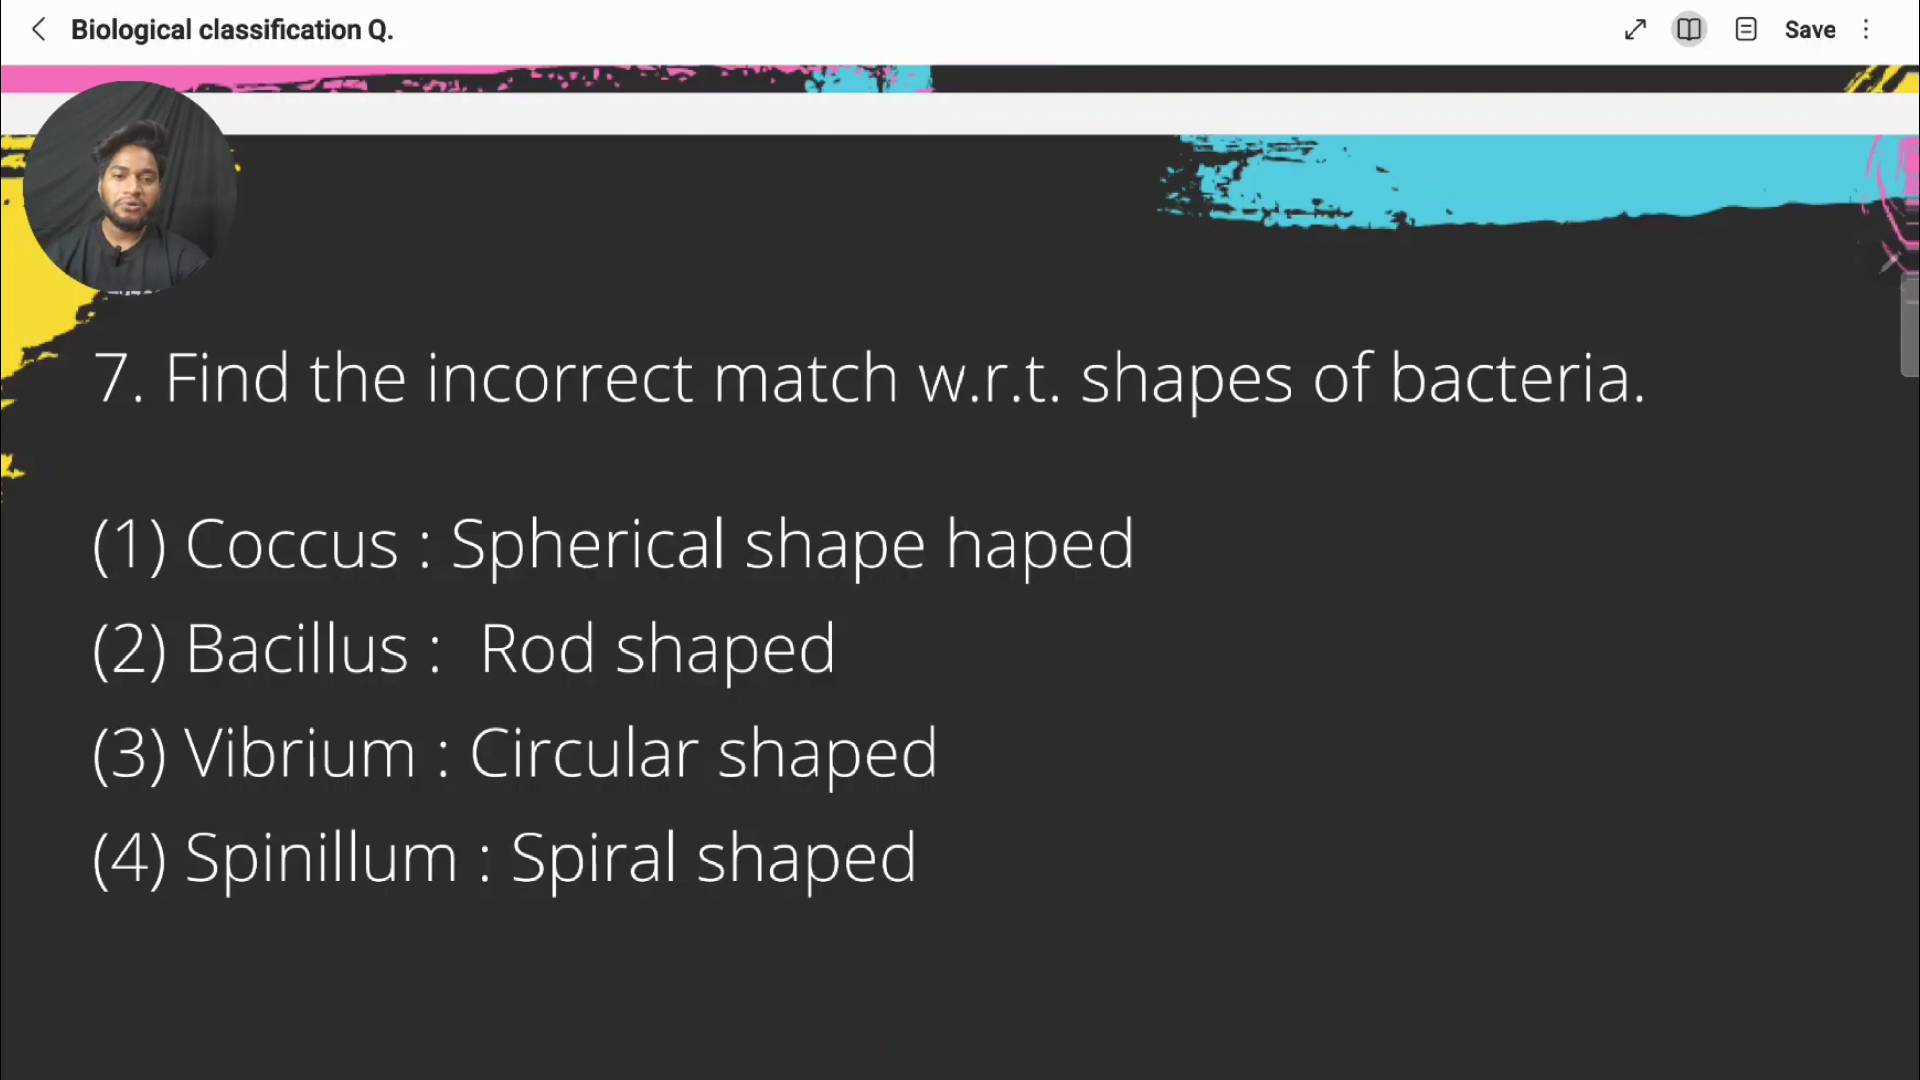 Biological classification Q.
Save
7. Find the incorrect match w.r.t. shapes of bacteria.
(1) Coccus : Spherical shape haped
(2) Bacillus : Rod shaped
(3) Vibrium : Circular shaped
(4) Spinillum : Spiral shaped